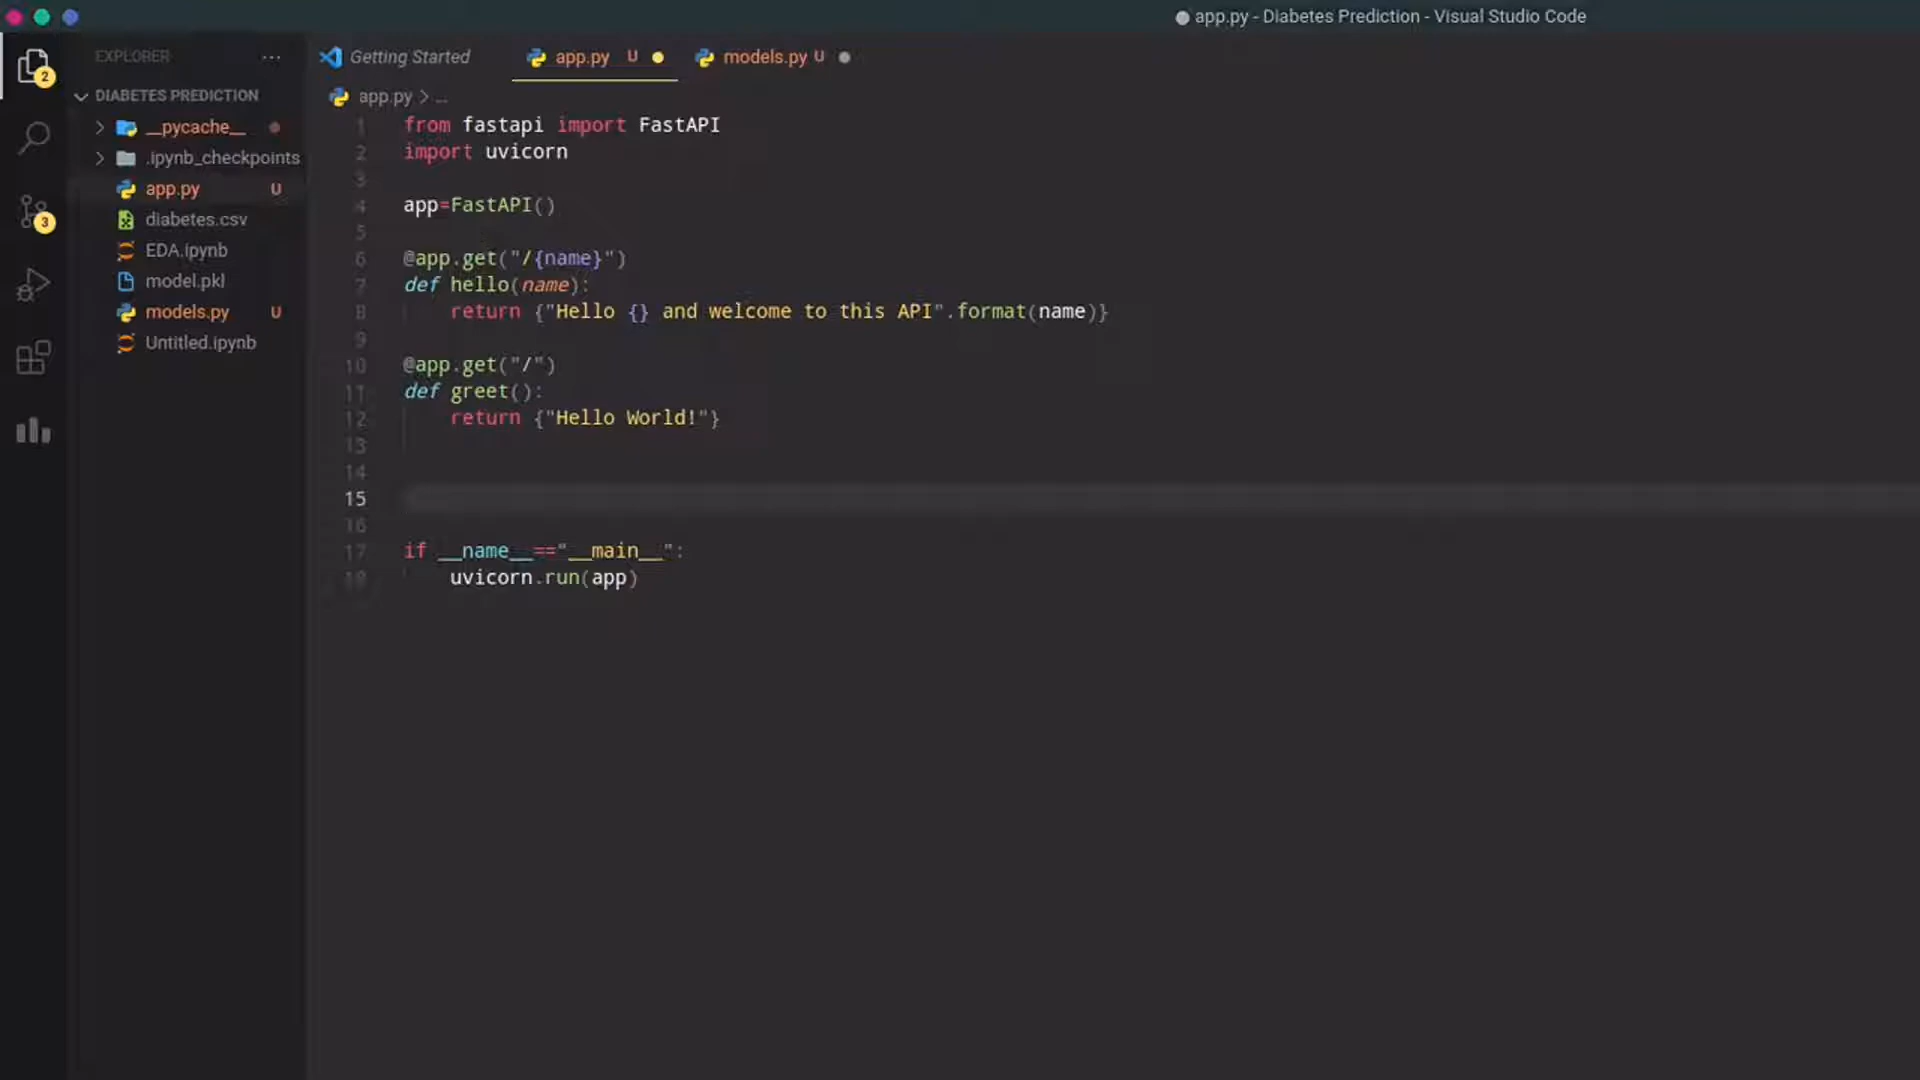 app.py - Diabetes Prediction - Visual Studio Code
EXPLORER ...
2
DIABETES PREDICTION
__pycache__
.ipynb_checkpoints
app.py U
diabetes.csv
EDA.ipynb
model.pkl
models.py U
Untitled.ipynb
3
Getting Started app.py U models.py U
app.py > ...
1 from fastapi import FastAPI
2 import uvicorn
3
4 app=FastAPI()
5
6 @app.get("/{name}")
7 def hello(name):
8 return {"Hello {} and welcome to this API".format(name)}
9
10 @app.get("/")
11 def greet():
12 return {"Hello World!"}
13
14
15
16
17 if __name__=="__main__":
18 uvicorn.run(app)